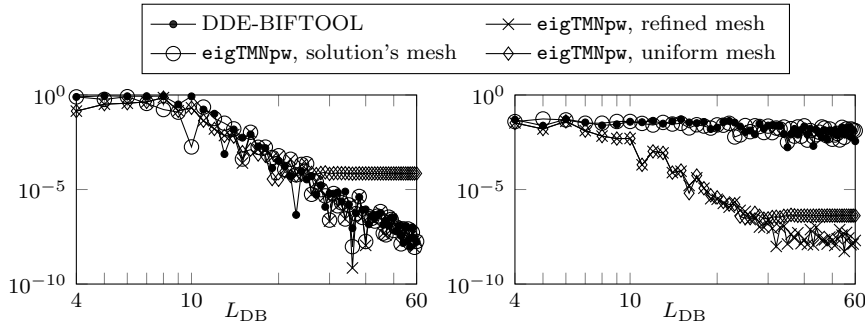 DDE-BIFTOOL
eigTMNpw, refined mesh
eigTMNpw, solution's mesh
eigTMNpw, uniform mesh
10^0
10^−5
10^−10
4
10
60
L_DB
10^0
10^−5
10^−10
4
10
60
L_DB